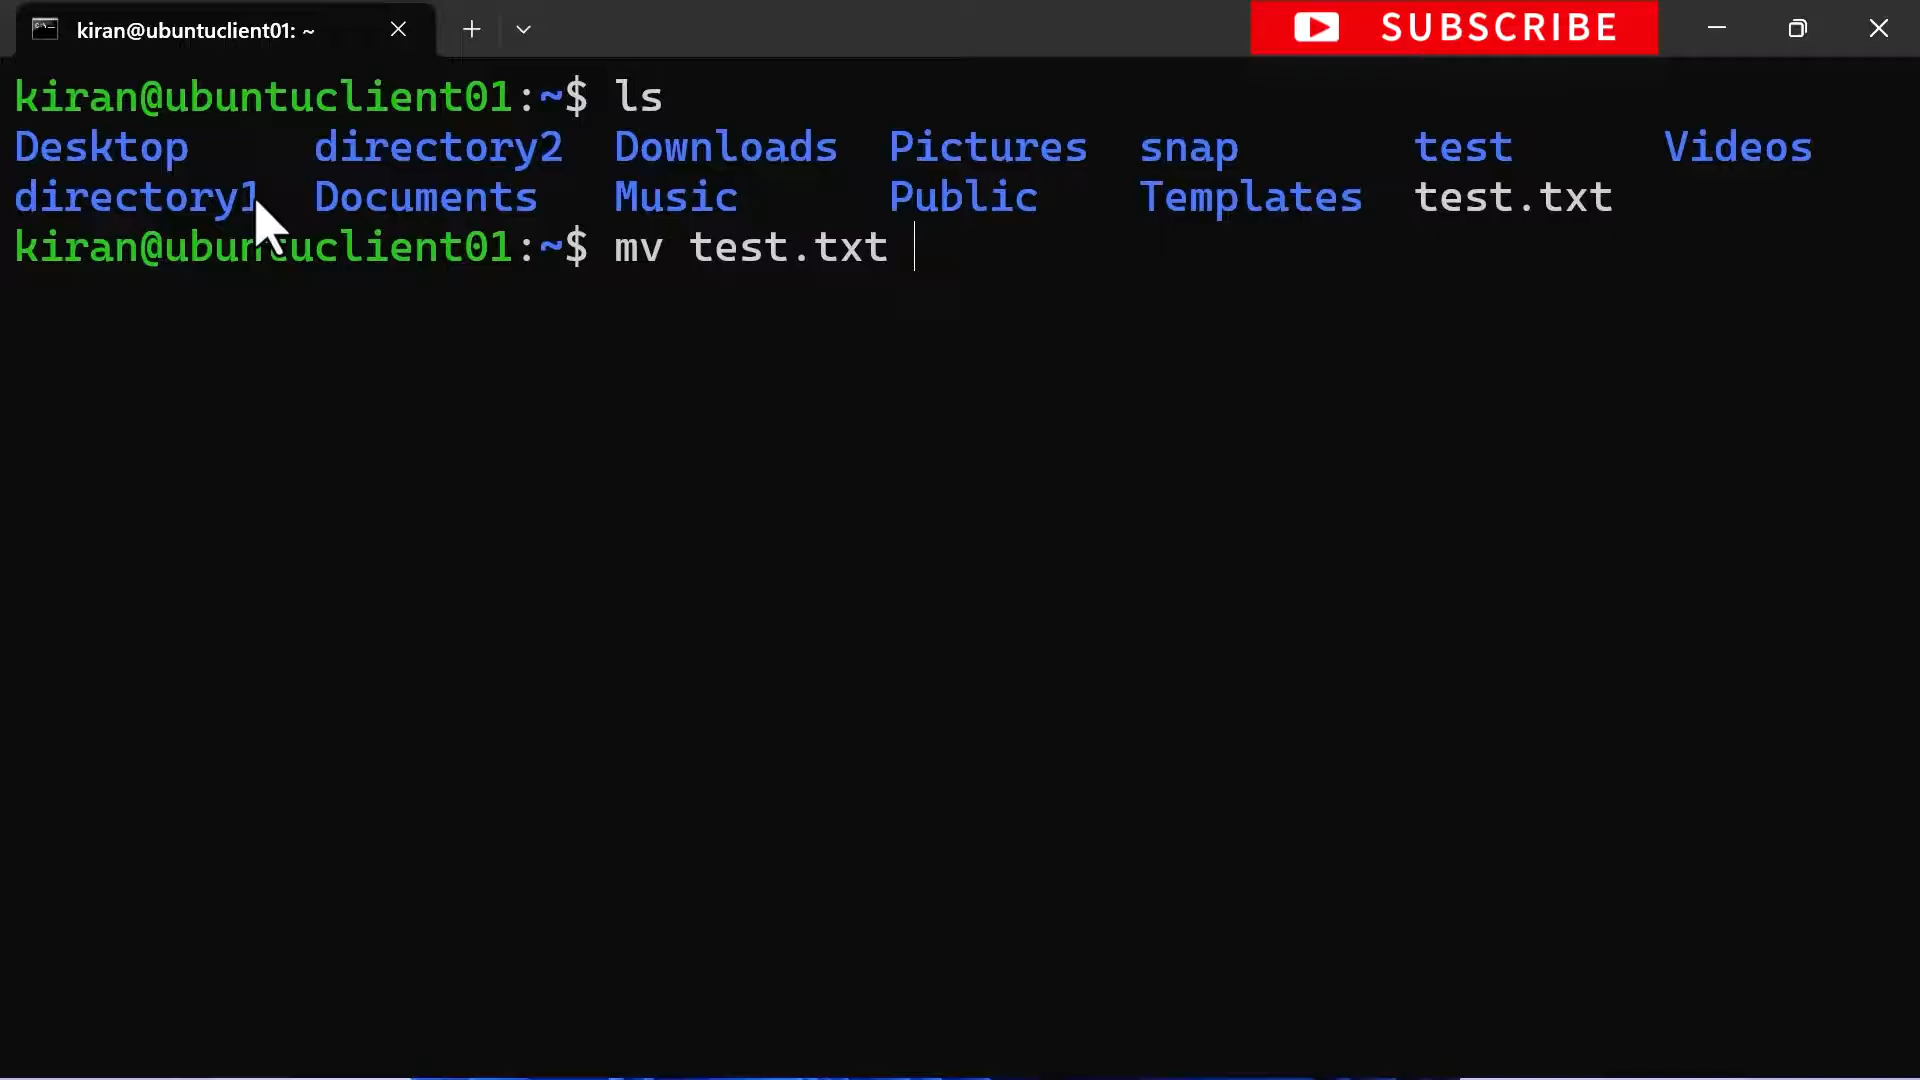 kiran@ubuntuclient01: ~
SUBSCRIBE
kiran@ubuntuclient01:~$ ls
Desktop directory2 Downloads Pictures snap test Videos
directory1 Documents Music Public Templates test.txt
kiran@ubuntuclient01:~$ mv test.txt